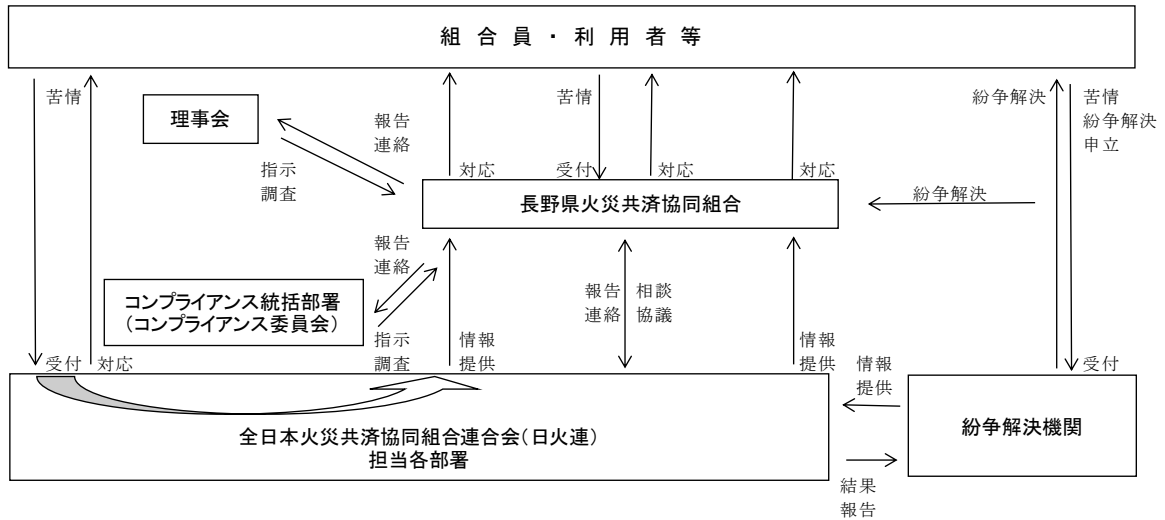 組合員・利用者等
苦情
苦情
紛争解決
苦情
紛争解決
申立
理事会
報告
連絡
指示
調査
対応
受付
対応
対応
長野県火災共済協同組合
紛争解決
報告
連絡
コンプライアンス統括部署
（コンプライアンス委員会）
報告
連絡
相談
協議
指示
調査
情報
提供
情報
提供
受付
対応
情報
提供
受付
全日本火災共済協同組合連合会（日火連）
担当各部署
紛争解決機関
結果
報告